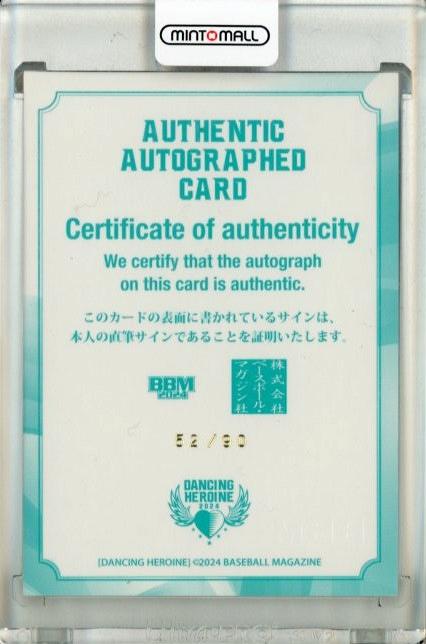 MINTOMALL
AUTHENTIC
AUTOGRAPHED
CARD
Certificate of authenticity
We certify that the autograph
on this card is authentic.
このカードの表面に書かれているサインは、
本人の直筆サインであることを証明いたします。
BBM
2024
株式会社
ベースボール・
マガジン社
52/90
DANCING
HEROINE
2024
[DANCING HEROINE] ©2024 BASEBALL MAGAZINE